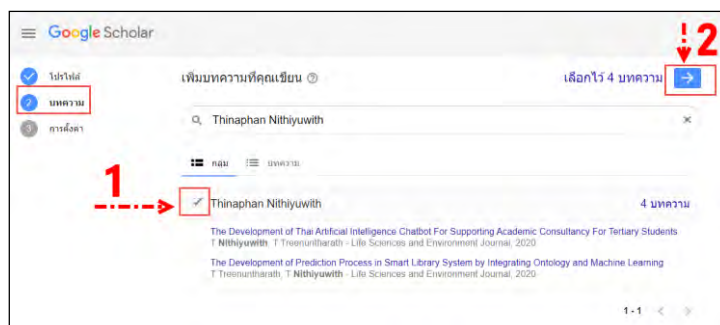 Google Scholar
2
โปรไฟล์
เพิ่มบทความที่คุณเขียน
เลือกไว้ 4 บทความ
2 บทความ
Thinaphan Nithiyuwith
3 การตั้งค่า
กลุ่ม บทความ
1
Thinaphan Nithiyuwith
4 บทความ
The Development of Thai Artificial Intelligence Chatbot For Supporting Academic Consultancy For Tertiary Students
T Nithiyuwith, T Treenuntharath - Life Sciences and Environment Journal, 2020
The Development of Prediction Process in Smart Library System by Integrating Ontology and Machine Learning
T Treenuntharath, T Nithiyuwith - Life Sciences and Environment Journal, 2020
1-1